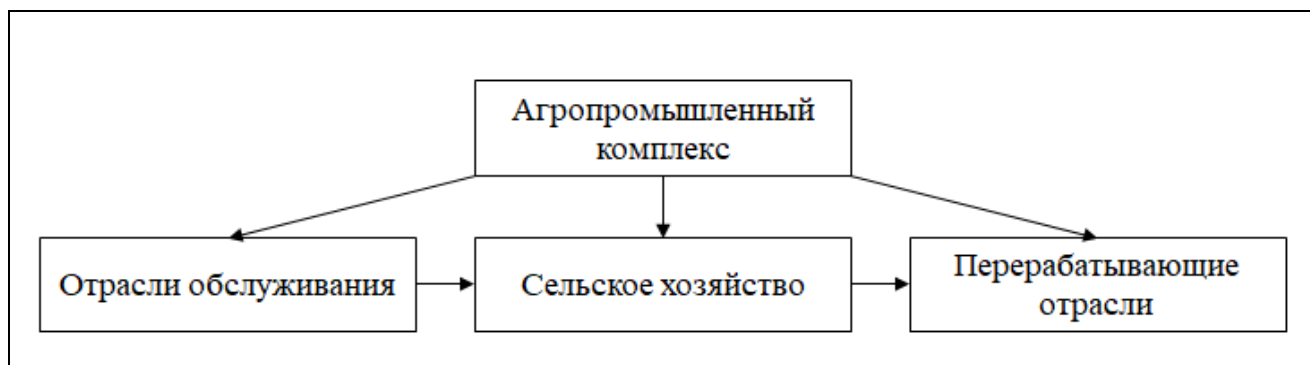 Агропромышленный
комплекс
Отрасли обслуживания
Сельское хозяйство
Перерабатывающие
отрасли